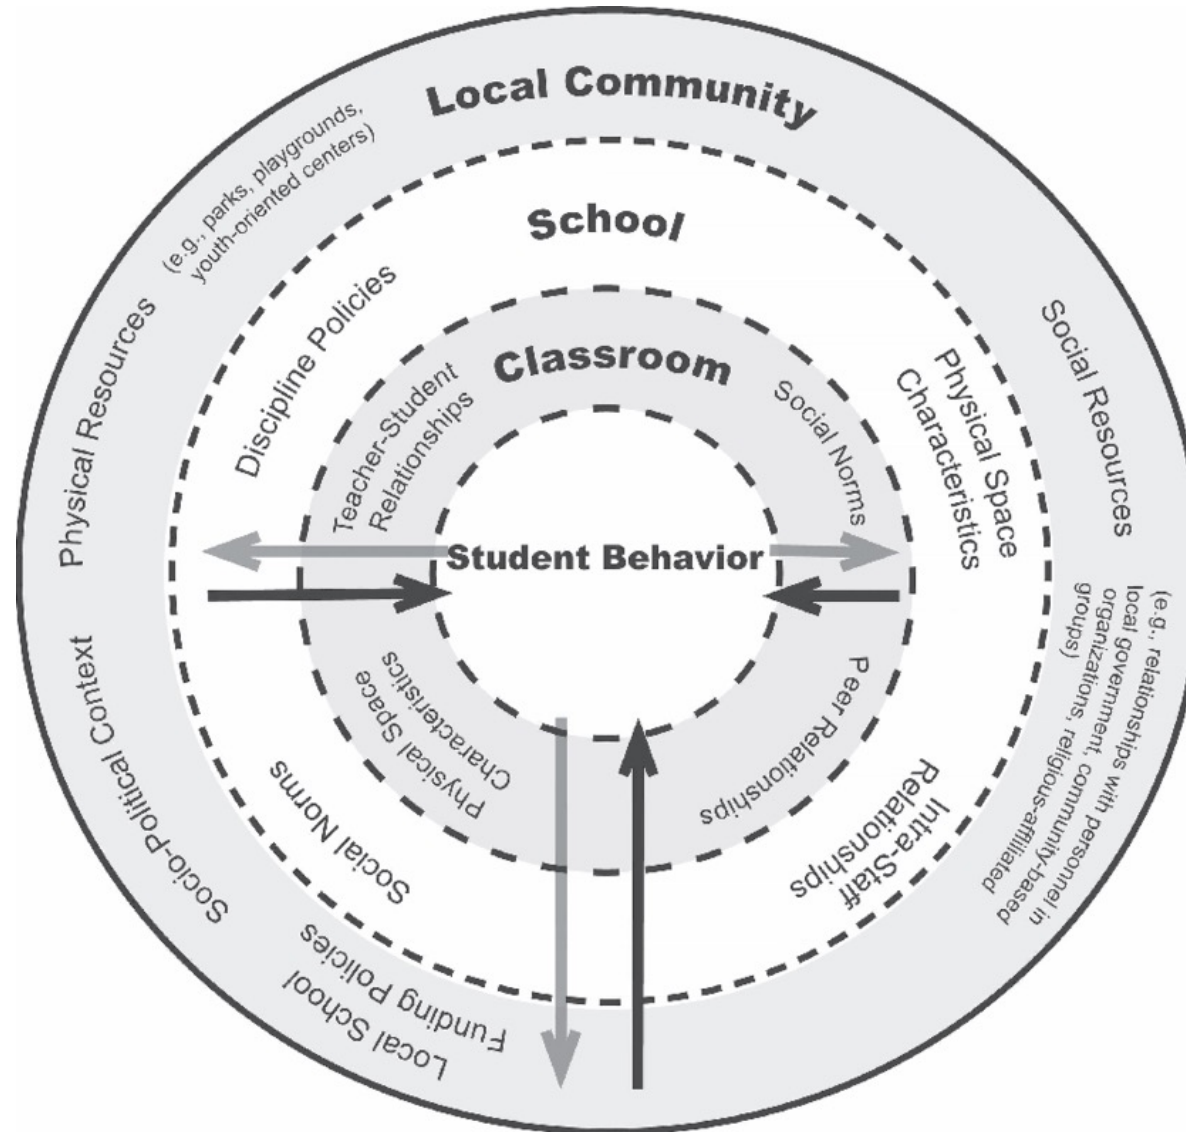 Local Community
(e.g., parks, playgrounds,
youth-oriented centers)
Physical Resources
Social Resources
(e.g., relationships with personnel in
local government, community-based
organizations, religious-affiliated
groups)
Socio-Political Context
Local School
Funding Policies
School
Discipline Policies
Physical Space
Characteristics
Social Norms
Intra-Staff
Relationships
Classroom
Teacher-Student
Relationships
Social Norms
Physical Space
Characteristics
Peer Relationships
Student Behavior